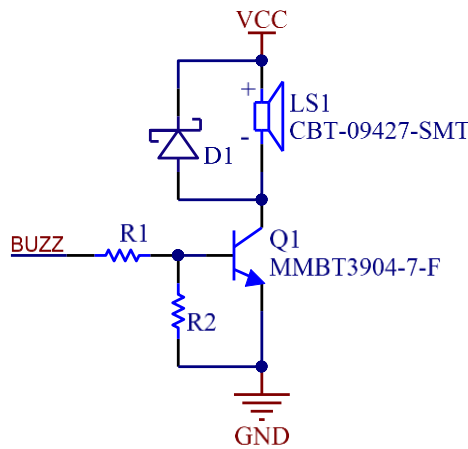 VCC
+
LS1
CBT-09427-SMT
-
D1
BUZZ
R1
Q1
MMBT3904-7-F
R2
GND